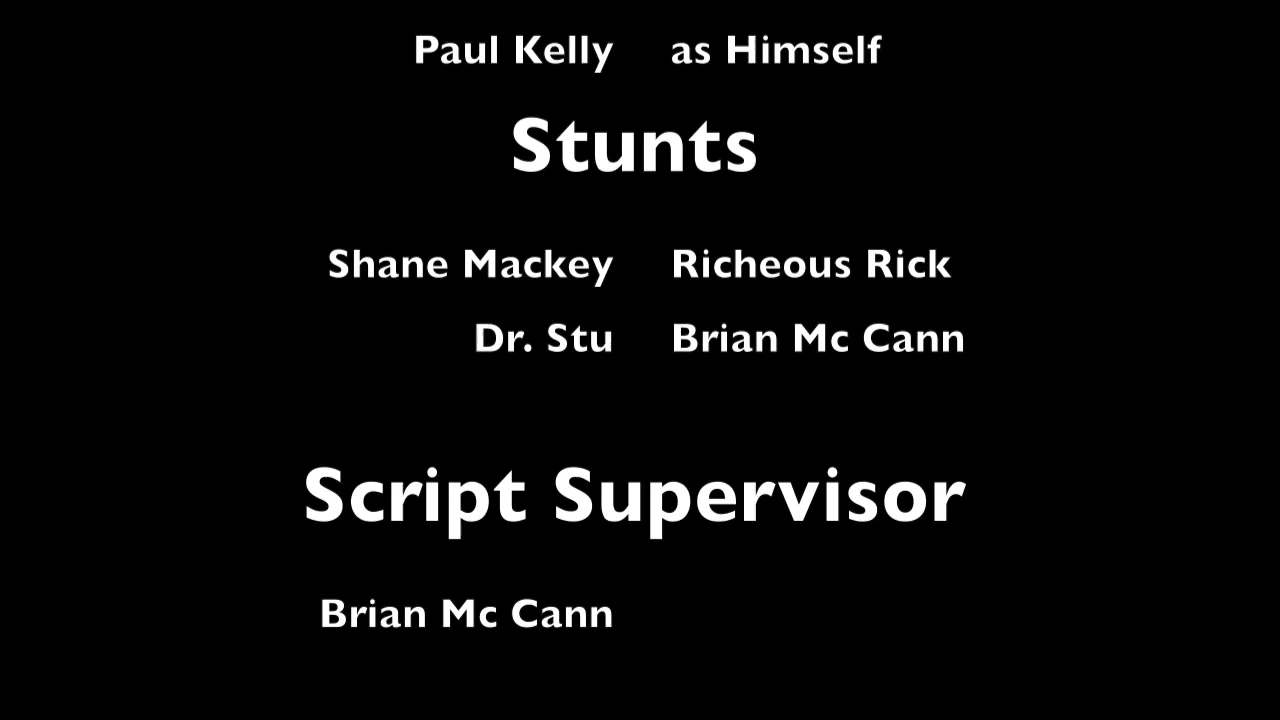 Paul Kelly as Himself
Stunts
Shane Mackey Richeous Rick
Dr. Stu Brian Mc Cann
Script Supervisor
Brian Mc Cann